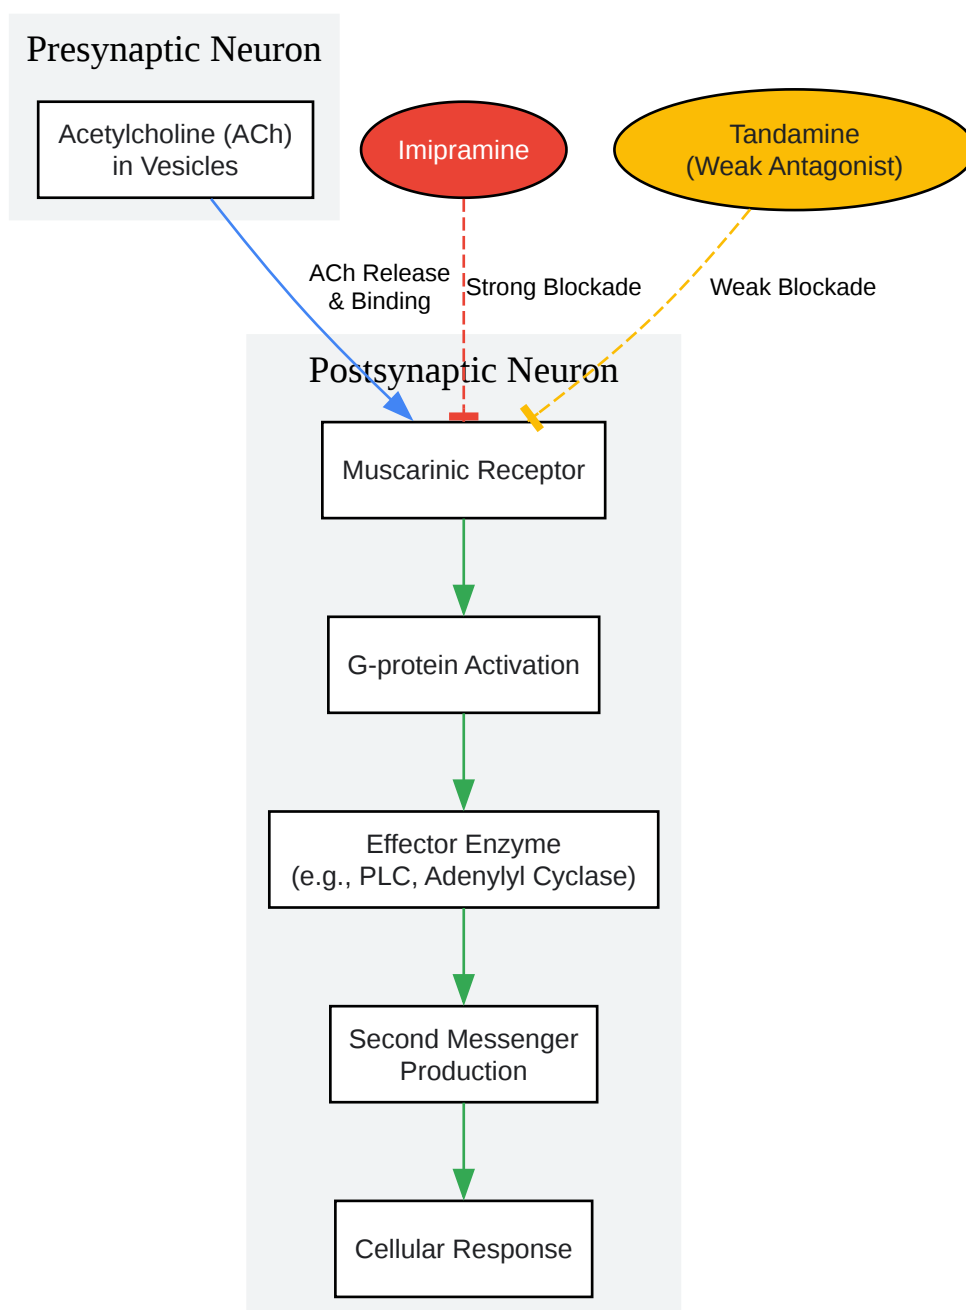 Presynaptic Neuron
Acetylcholine (ACh)
in Vesicles
Imipramine
Tandamine
(Weak Antagonist)
ACh Release
& Binding
Strong Blockade
Weak Blockade
Postsynaptic Neuron
Muscarinic Receptor
G-protein Activation
Effector Enzyme
(e.g., PLC, Adenylyl Cyclase)
Second Messenger
Production
Cellular Response